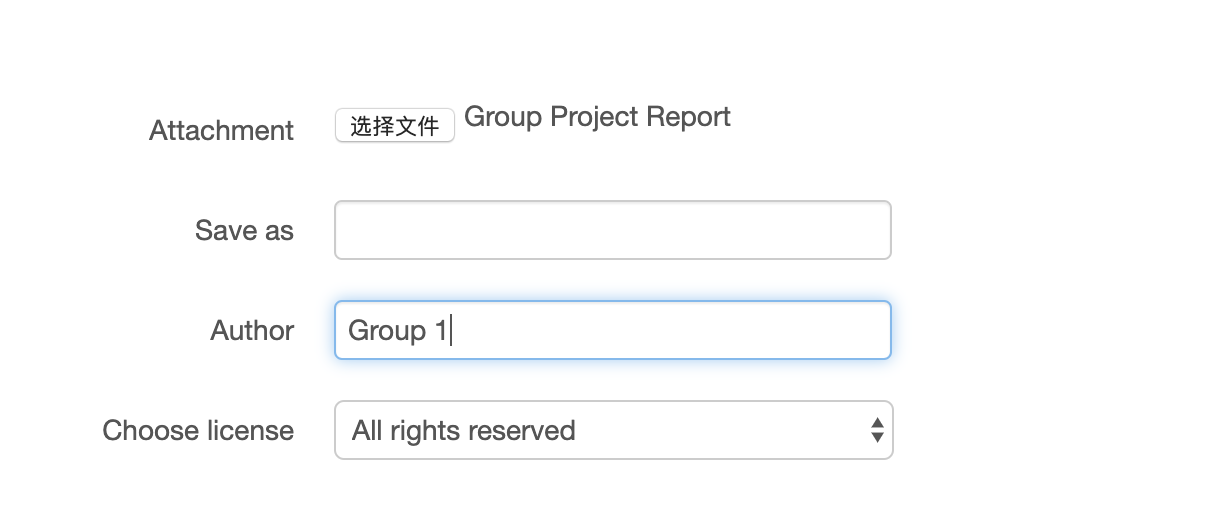 Attachment 选择文件 Group Project Report
Save as
Author Group 1
Choose license All rights reserved